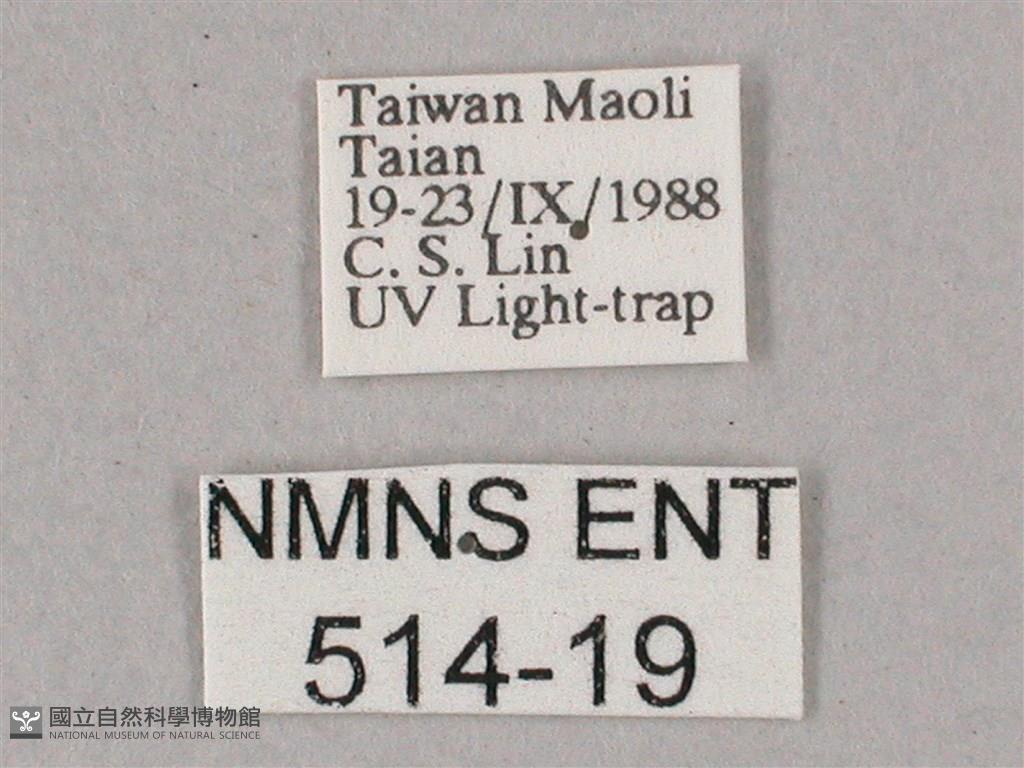 Taiwan Maoli
Taian
19-23/IX/1988
C. S. Lin
UV Light-trap
NMNS ENT
514-19
國立自然科學博物館
NATIONAL MUSEUM OF NATURAL SCIENCE